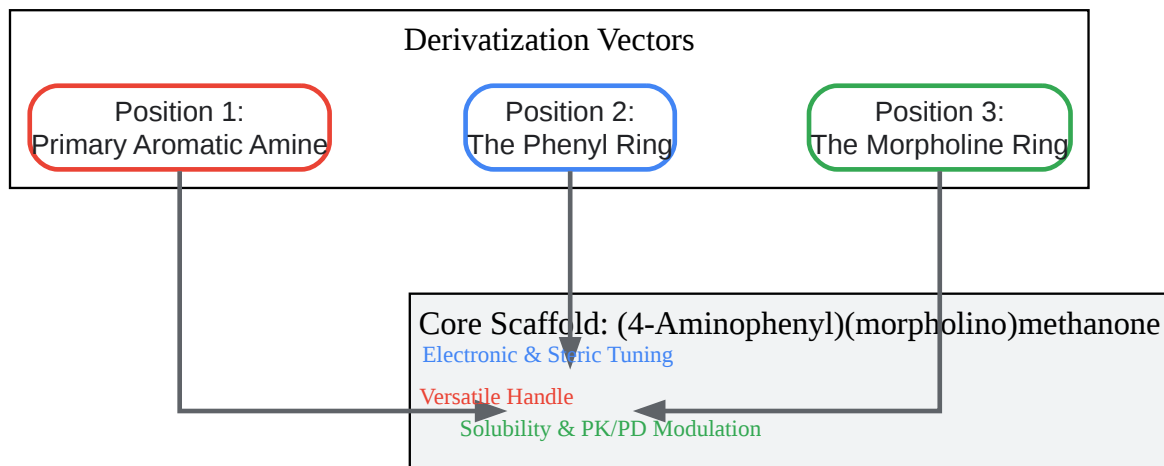 Derivatization Vectors
Position 1:
Primary Aromatic Amine
Position 2:
The Phenyl Ring
Position 3:
The Morpholine Ring
Core Scaffold: (4-Aminophenyl)(morpholino)methanone
Electronic & Steric Tuning
Versatile Handle
Solubility & PK/PD Modulation